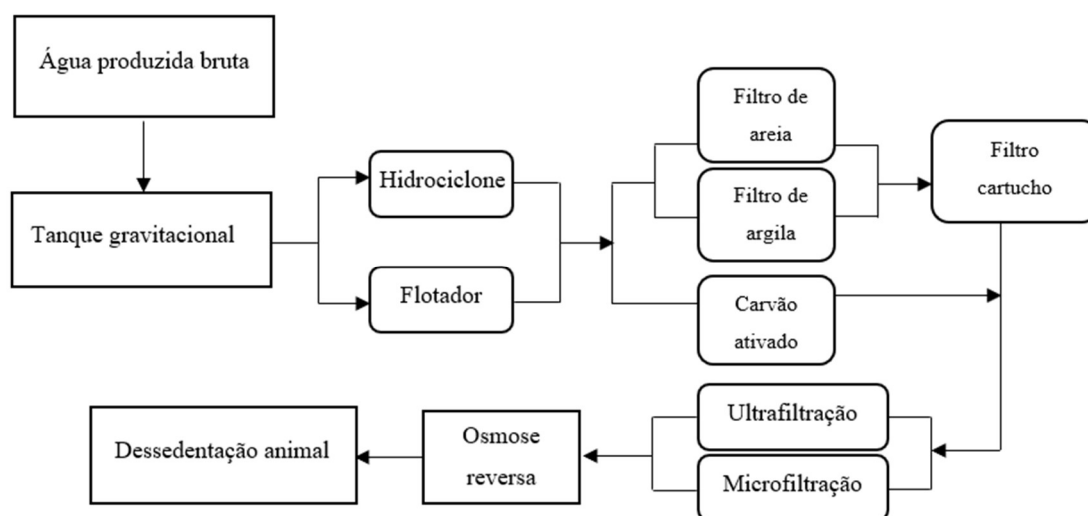 Água produzida bruta
Tanque gravitacional
Hidrociclone
Flotador
Filtro de
areia
Filtro de
argila
Carvão
ativado
Filtro
cartucho
Ultrafiltração
Microfiltração
Osmose
reversa
Dessedentação animal